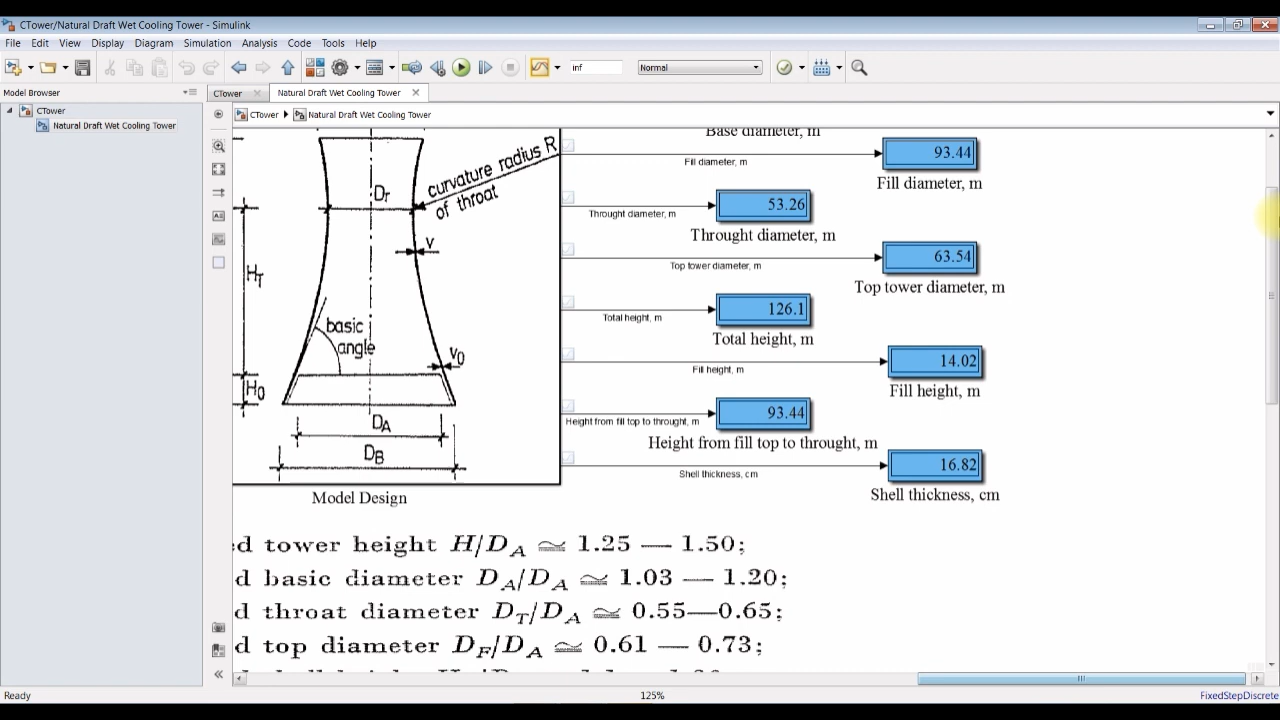 CTower/Natural Draft Wet Cooling Tower - Simulink
File Edit View Display Diagram Simulation Analysis Code Tools Help
inf Normal
Model Browser
CTower Natural Draft Wet Cooling Tower
CTower
Natural Draft Wet Cooling Tower
CTower Natural Draft Wet Cooling Tower
Base diameter, m
93.44
Fill diameter, m
Fill diameter, m
curvature radius R
of throat
DT
53.26
Throught diameter, m
Throught diameter, m
v
63.54
Top tower diameter, m
Top tower diameter, m
HT
126.1
Total height, m
Total height, m
basic
angle
vo
14.02
Fill height, m
Fill height, m
Ho
93.44
Height from fill top to throught, m
Height from fill top to throught, m
DA
DB
16.82
Shell thickness, cm
Shell thickness, cm
Model Design
d tower height H/DA ≅ 1.25 — 1.50;
d basic diameter DA/DA ≅ 1.03 — 1.20;
d throat diameter DT/DA ≅ 0.55—0.65;
d top diameter DF/DA ≅ 0.61 — 0.73;
Ready 125% FixedStepDiscrete